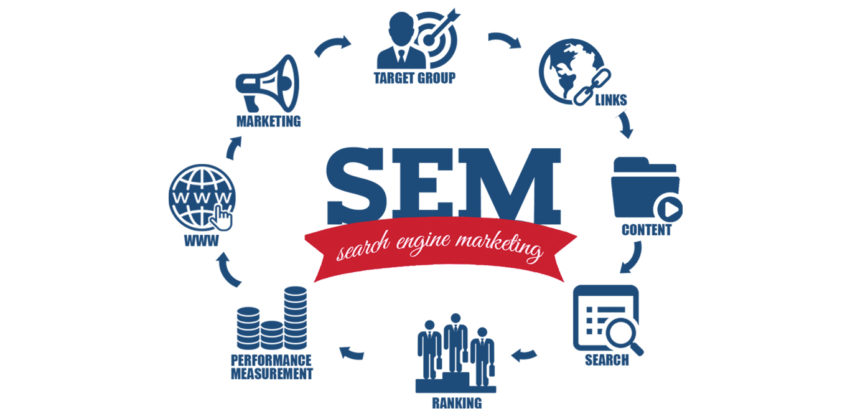 TARGET GROUP
LINKS
MARKETING
SEM
search engine marketing
WWW
WWW
CONTENT
SEARCH
PERFORMANCE
MEASUREMENT
RANKING